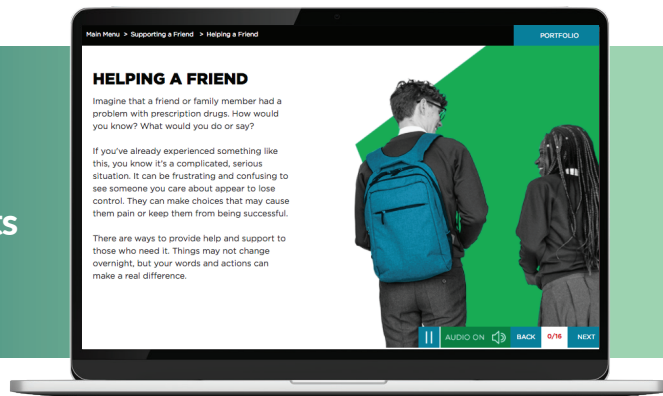 Main Menu > Supporting a Friend > Helping a Friend
PORTFOLIO
HELPING A FRIEND
Imagine that a friend or family member had a
problem with prescription drugs. How would
you know? What would you do or say?
If you've already experienced something like
this, you know it's a complicated, serious
situation. It can be frustrating and confusing to
see someone you care about appear to lose
control. They can make choices that may cause
them pain or keep them from being successful.
There are ways to provide help and support to
those who need it. Things may not change
overnight, but your words and actions can
make a real difference.
AUDIO ON
BACK
0/16
NEXT